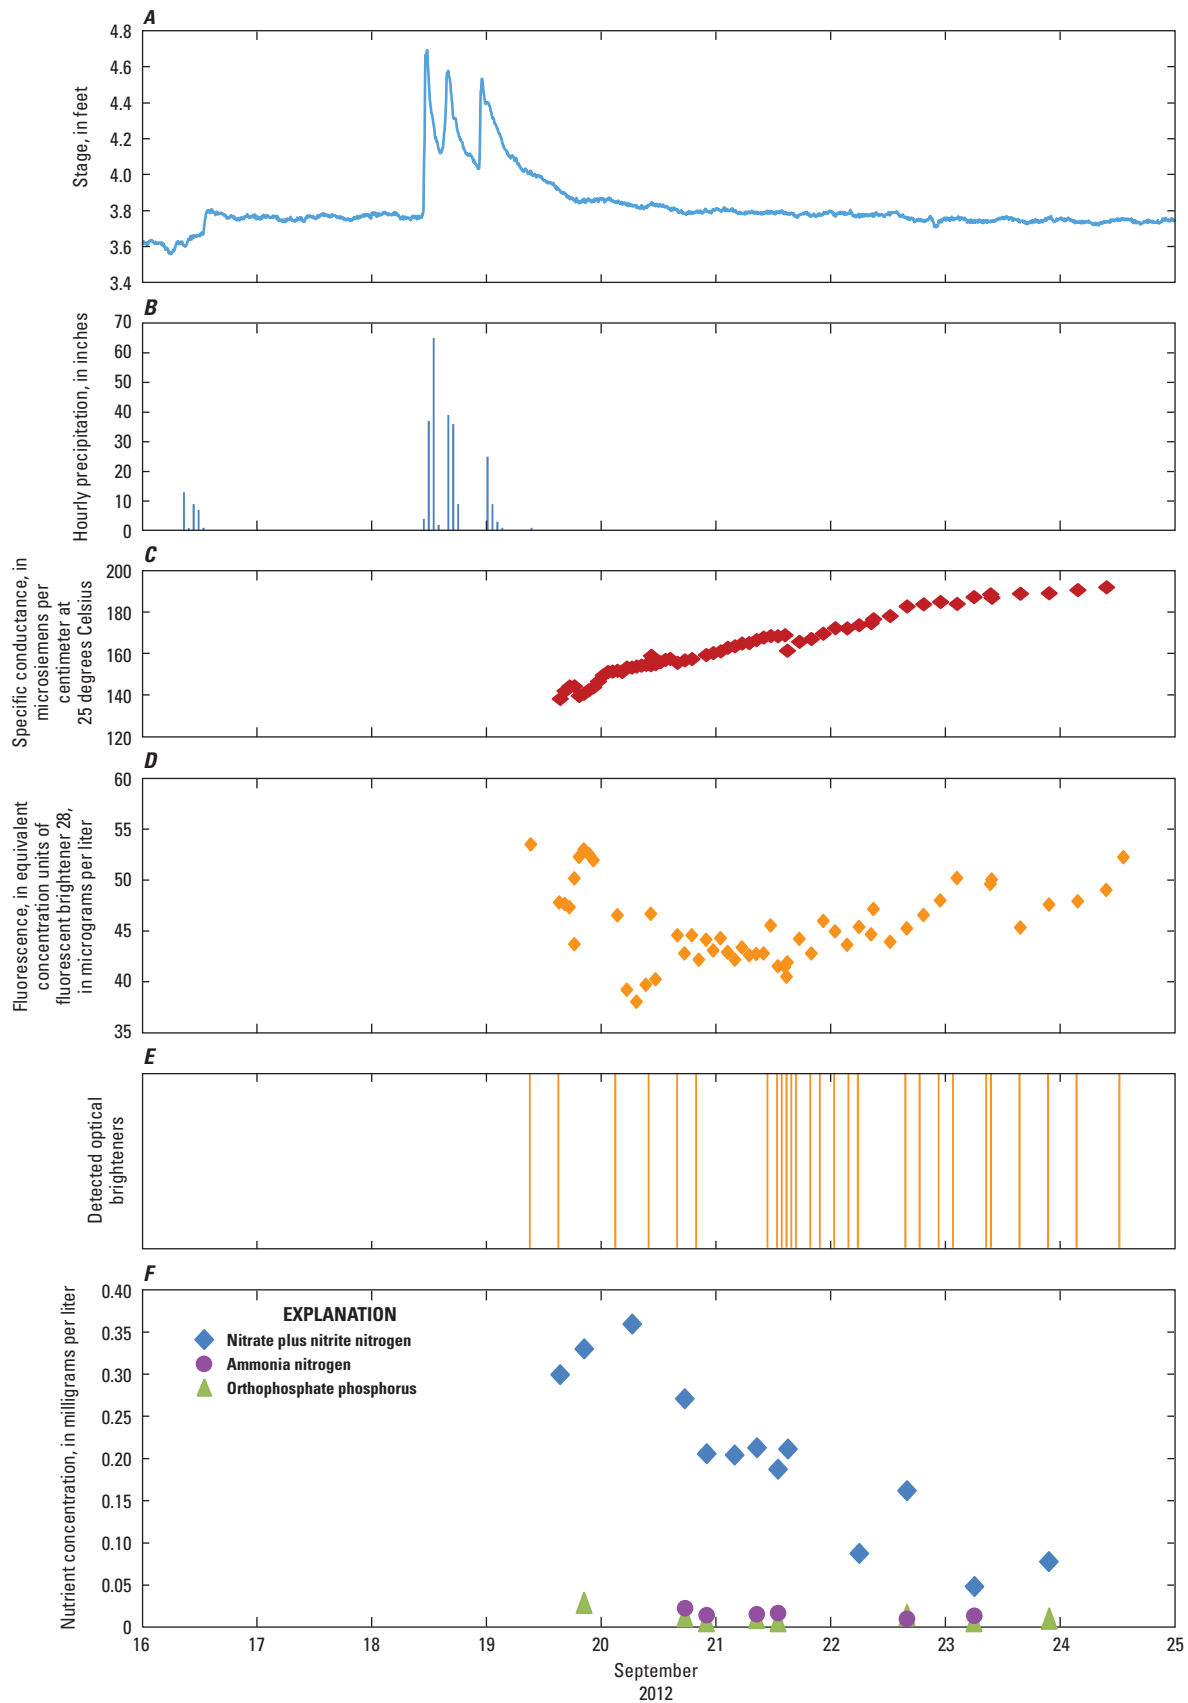 A
4.8
4.6
4.4
4.2
4.0
3.8
3.6
3.4
Stage, in feet
B
70
60
50
40
30
20
10
0
Hourly precipitation, in inches
C
200
180
160
140
120
Specific conductance, in
microsiemens per
centimeter at
25 degrees Celsius
D
60
55
50
45
40
35
Fluorescence, in equivalent
concentration units of
fluorescent brightener 28,
in micrograms per liter
E
Detected optical
brighteners
F
0.40
0.35
0.30
0.25
0.20
0.15
0.10
0.05
0
Nutrient concentration, in milligrams per liter
EXPLANATION
Nitrate plus nitrite nitrogen
Ammonia nitrogen
Orthophosphate phosphorus
16 17 18 19 20 21 22 23 24 25
September
2012